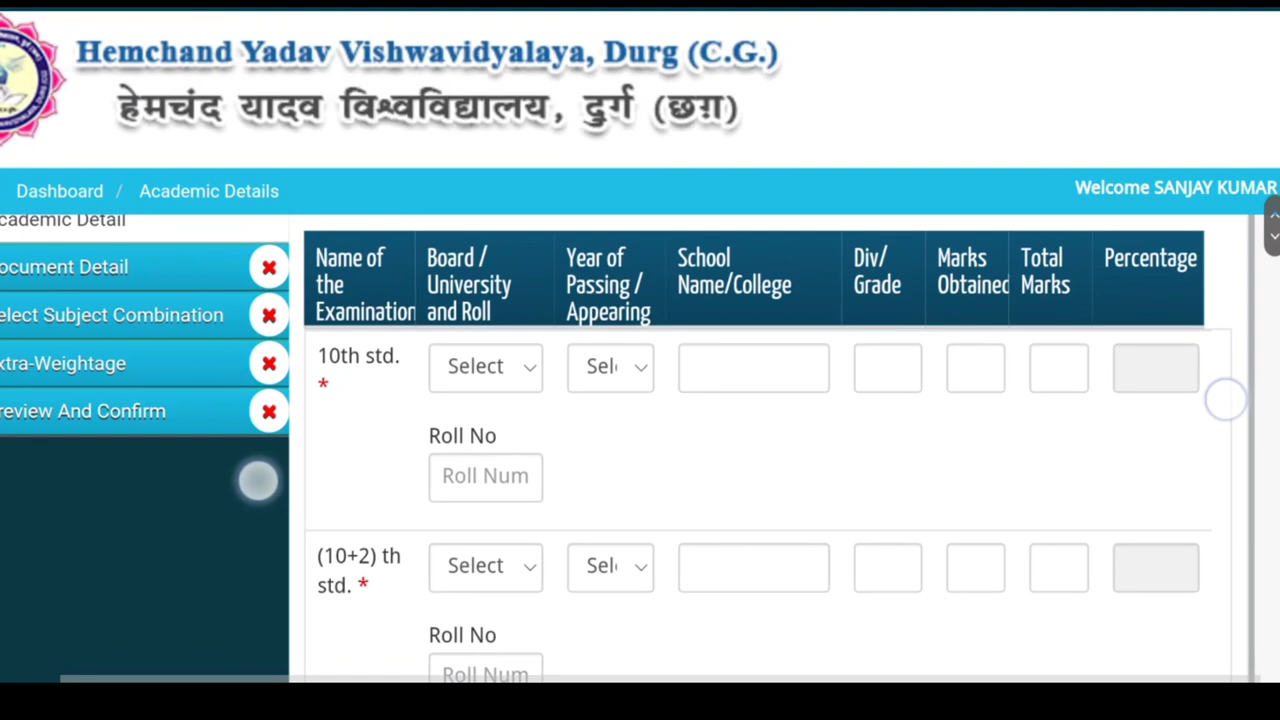 Hemchand Yadav Vishwavidyalaya, Durg (C.G.)
हेमचंद यादव विश्वविद्यालय, दुर्ग (छग़)
Dashboard / Academic Details
Welcome SANJAY KUMAR
cademic Detail
ocument Detail
elect Subject Combination
xtra-Weightage
review And Confirm
Name of the Examination
Board / University and Roll
Year of Passing / Appearing
School Name/College
Div/ Grade
Marks Obtained
Total Marks
Percentage
10th std. *
Select
Sel
Roll No
Roll Num
(10+2) th std. *
Select
Sel
Roll No
Roll Num